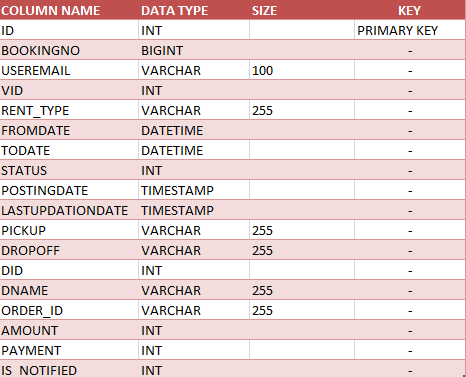 COLUMN NAME DATA TYPE SIZE KEY
ID INT PRIMARY KEY
BOOKINGNO BIGINT -
USEREMAIL VARCHAR 100 -
VID INT -
RENT_TYPE VARCHAR 255 -
FROMDATE DATETIME -
TODATE DATETIME -
STATUS INT -
POSTINGDATE TIMESTAMP -
LASTUPDATIONDATE TIMESTAMP -
PICKUP VARCHAR 255 -
DROPOFF VARCHAR 255 -
DID INT -
DNAME VARCHAR 255 -
ORDER_ID VARCHAR 255 -
AMOUNT INT -
PAYMENT INT -
IS_NOTIFIED INT -